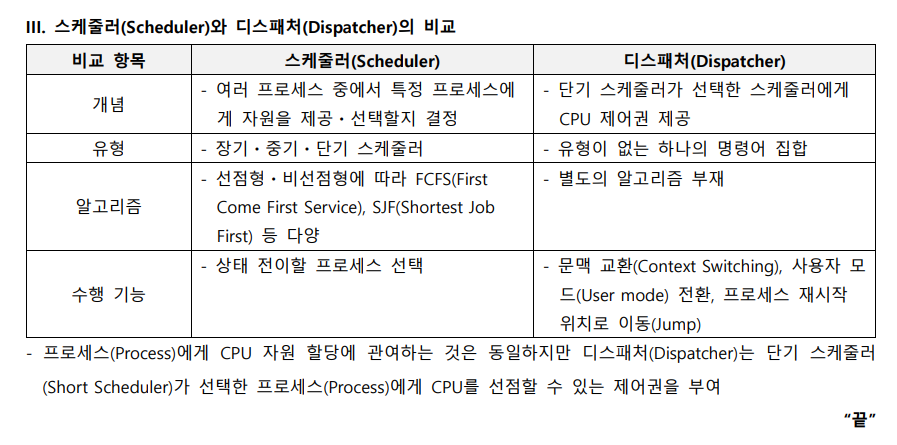 III. 스케줄러(Scheduler)와 디스패처(Dispatcher)의 비교
비교 항목 스케줄러(Scheduler) 디스패처(Dispatcher)
개념
- 여러 프로세스 중에서 특정 프로세스에
게 자원을 제공・선택할지 결정
- 단기 스케줄러가 선택한 스케줄러에게
CPU 제어권 제공
유형
- 장기・중기・단기 스케줄러
- 유형이 없는 하나의 명령어 집합
알고리즘
- 선점형・비선점형에 따라 FCFS(First
Come First Service), SJF(Shortest Job
First) 등 다양
- 별도의 알고리즘 부재
수행 기능
- 상태 전이할 프로세스 선택
- 문맥 교환(Context Switching), 사용자 모
드(User mode) 전환, 프로세스 재시작
위치로 이동(Jump)
- 프로세스(Process)에게 CPU 자원 할당에 관여하는 것은 동일하지만 디스패처(Dispatcher)는 단기 스케줄러
(Short Scheduler)가 선택한 프로세스(Process)에게 CPU를 선점할 수 있는 제어권을 부여
“끝”